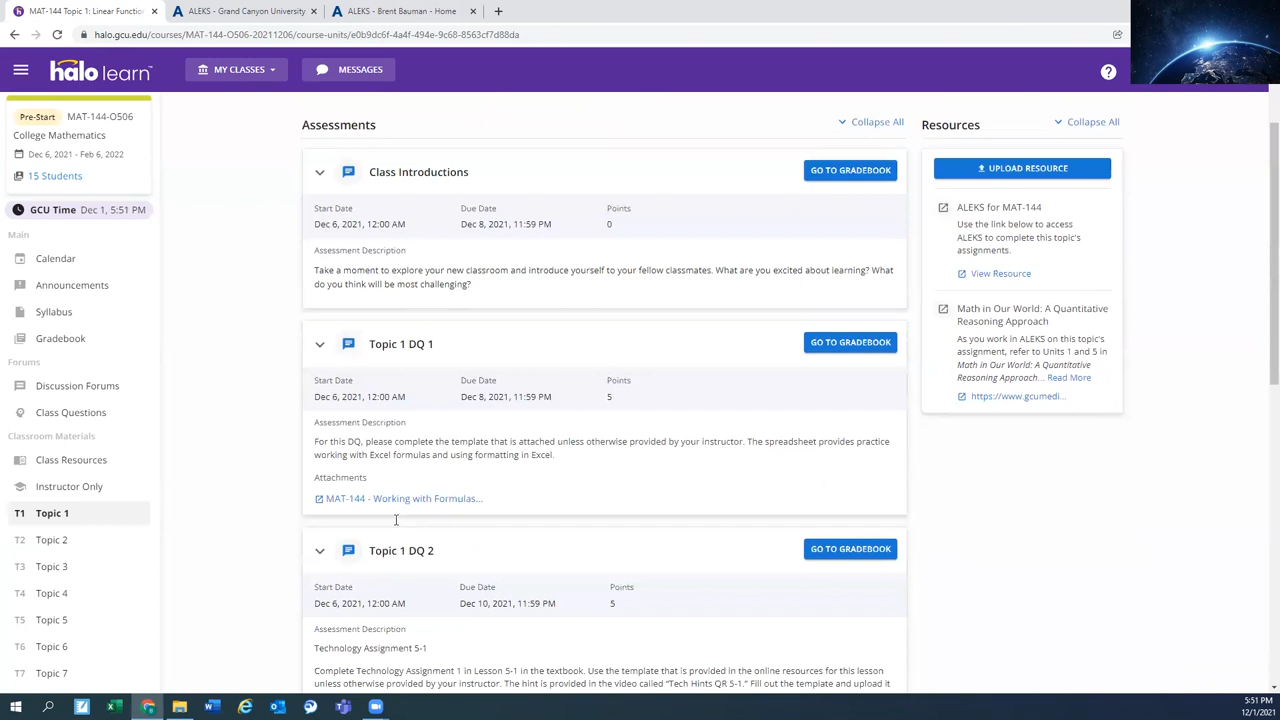 MAT-144 Topic 1: Linear Functio
ALEKS - Grand Canyon University
ALEKS - Brent Bauman - Home
halo.gcu.edu/courses/MAT-144-O506-20211206/course-units/e0b9dc6f-4a4f-494e-9c68-8563cf7d88da
halo learn
MY CLASSES
MESSAGES
Pre-Start MAT-144-O506
College Mathematics
Dec 6, 2021 - Feb 6, 2022
15 Students
GCU Time Dec 1, 5:51 PM
Main
Calendar
Announcements
Syllabus
Gradebook
Forums
Discussion Forums
Class Questions
Classroom Materials
Class Resources
Instructor Only
T1 Topic 1
T2 Topic 2
T3 Topic 3
T4 Topic 4
T5 Topic 5
T6 Topic 6
T7 Topic 7
Assessments
Collapse All
Class Introductions
GO TO GRADEBOOK
Start Date Due Date Points
Dec 6, 2021, 12:00 AM Dec 8, 2021, 11:59 PM 0
Assessment Description
Take a moment to explore your new classroom and introduce yourself to your fellow classmates. What are you excited about learning? What
do you think will be most challenging?
Topic 1 DQ 1
GO TO GRADEBOOK
Start Date Due Date Points
Dec 6, 2021, 12:00 AM Dec 8, 2021, 11:59 PM 5
Assessment Description
For this DQ, please complete the template that is attached unless otherwise provided by your instructor. The spreadsheet provides practice
working with Excel formulas and using formatting in Excel.
Attachments
MAT-144 - Working with Formulas...
Topic 1 DQ 2
GO TO GRADEBOOK
Start Date Due Date Points
Dec 6, 2021, 12:00 AM Dec 10, 2021, 11:59 PM 5
Assessment Description
Technology Assignment 5-1
Complete Technology Assignment 1 in Lesson 5-1 in the textbook. Use the template that is provided in the online resources for this lesson
unless otherwise provided by your instructor. The hint is provided in the video called "Tech Hints QR 5-1." Fill out the template and upload it
Resources
Collapse All
UPLOAD RESOURCE
ALEKS for MAT-144
Use the link below to access
ALEKS to complete this topic's
assignments.
View Resource
Math in Our World: A Quantitative
Reasoning Approach
As you work in ALEKS on this topic's
assignment, refer to Units 1 and 5 in
Math in Our World: A Quantitative
Reasoning Approach... Read More
https://www.gcumedi...
5:51 PM
12/1/2021